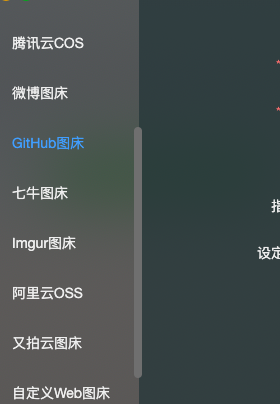 腾讯云COS
微博图床
GitHub图床
七牛图床
Imgur图床
阿里云OSS
又拍云图床
自定义Web图床
*
*
指
设定